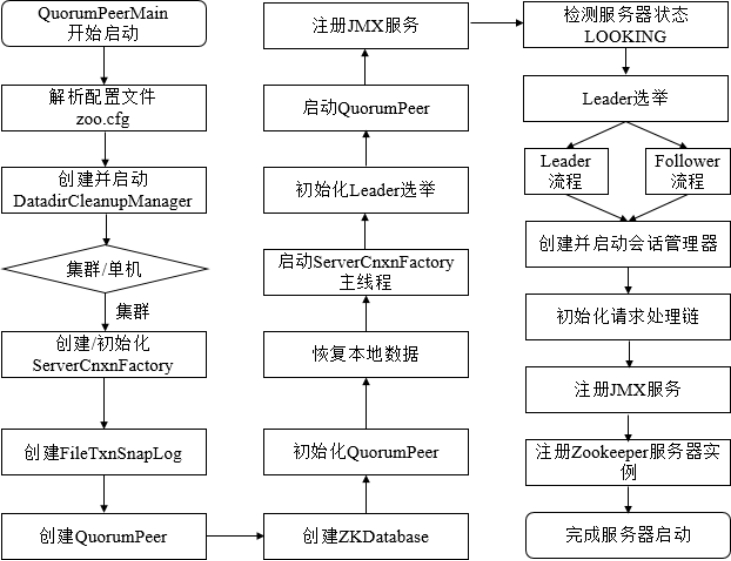 QuorumPeerMain
开始启动
解析配置文件
zoo.cfg
创建并启动
DatadirCleanupManager
集群/单机
集群
创建/初始化
ServerCnxnFactory
创建FileTxnSnapLog
创建QuorumPeer
创建ZKDatabase
初始化QuorumPeer
恢复本地数据
启动ServerCnxnFactory
主线程
初始化Leader选举
启动QuorumPeer
注册JMX服务
检测服务器状态
LOOKING
Leader选举
Leader
流程
Follower
流程
创建并启动会话管理器
初始化请求处理链
注册JMX服务
注册Zookeeper服务器实
例
完成服务器启动